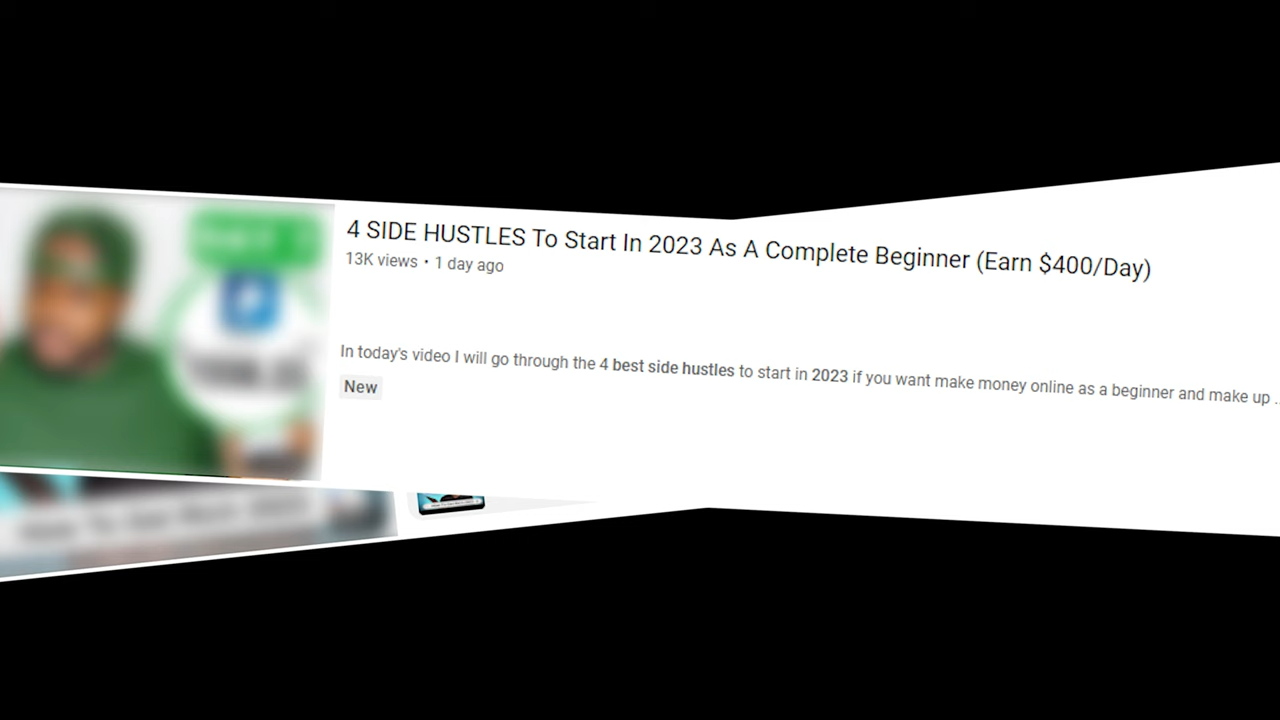 4 SIDE HUSTLES To Start In 2023 As A Complete Beginner (Earn $400/Day)
13K views • 1 day ago
In today's video I will go through the 4 best side hustles to start in 2023 if you want make money online as a beginner and make up ...
New